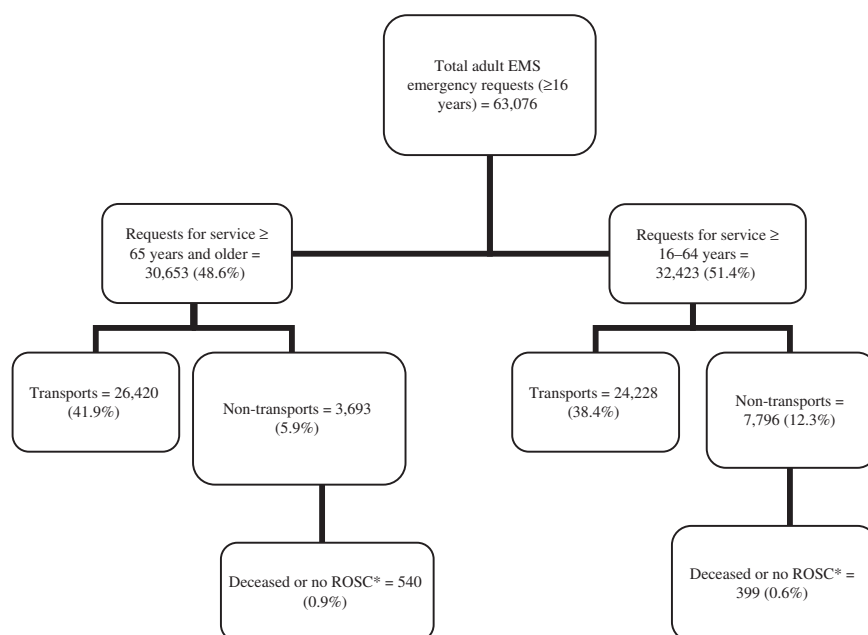 Total adult EMS
emergency requests (≥16
years) = 63,076
Requests for service ≥
65 years and older =
30,653 (48.6%)
Requests for service ≥
16–64 years =
32,423 (51.4%)
Transports = 26,420
(41.9%)
Non-transports = 3,693
(5.9%)
Transports = 24,228
(38.4%)
Non-transports =
7,796 (12.3%)
Deceased or no ROSC* = 540
(0.9%)
Deceased or no ROSC* =
399 (0.6%)